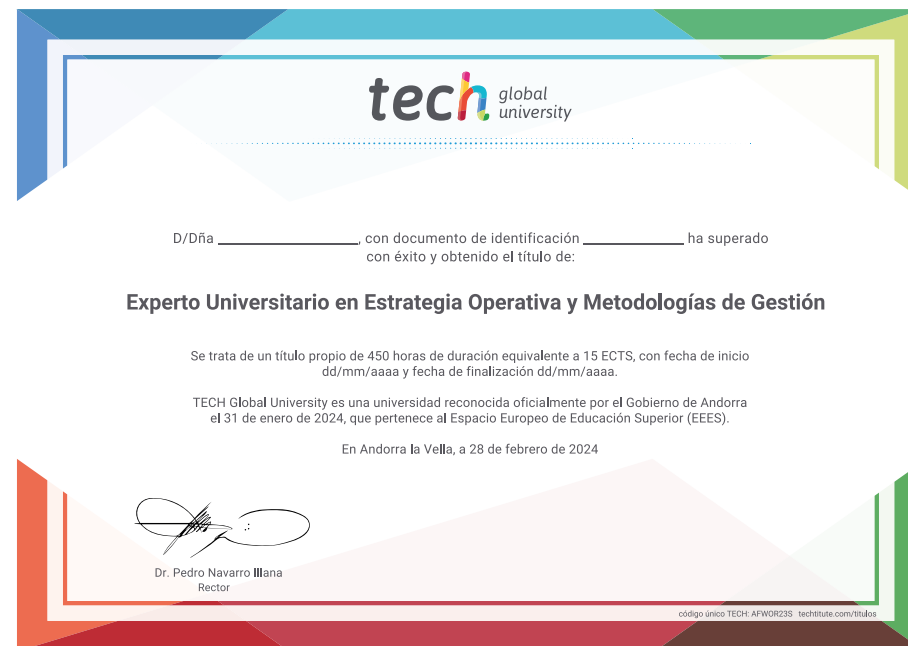 tech global university
D/Dña ________________, con documento de identificación ____________ ha superado
con éxito y obtenido el título de:
Experto Universitario en Estrategia Operativa y Metodologías de Gestión
Se trata de un título propio de 450 horas de duración equivalente a 15 ECTS, con fecha de inicio
dd/mm/aaaa y fecha de finalización dd/mm/aaaa.
TECH Global University es una universidad reconocida oficialmente por el Gobierno de Andorra
el 31 de enero de 2024, que pertenece al Espacio Europeo de Educación Superior (EEES).
En Andorra la Vella, a 28 de febrero de 2024
Dr. Pedro Navarro Illana
Rector
código único TECH: AFWOR23S techtitute.com/titulos